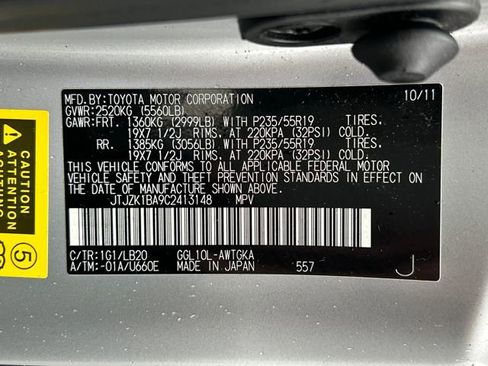 MFD.BY:TOYOTA MOTOR CORPORATION 10/11
GVWR:2520KG (5560LB)
GAWR:FRT. 1360KG (2999LB) WITH P235/55R19 TIRES.
19X7 1/2J RIMS. AT 220KPA (32PSI) COLD.
RR. 1385KG (3056LB) WITH P235/55R19 TIRES.
19X7 1/2J RIMS. AT 220KPA (32PSI) COLD.
THIS VEHICLE CONFORMS TO ALL APPLICABLE FEDERAL MOTOR
VEHICLE SAFETY AND THEFT PREVENTION STANDARDS IN EFFECT
ON THE DATE OF MANUFACTURE SHOWN ABOVE.
JTJZK1BA9C2413148 MPV
C/TR:1G1/LB20 GGL10L-AWTGKA
A/TM:-01A/U660E MADE IN JAPAN 557 J
CAUTION
ATTENTION
5